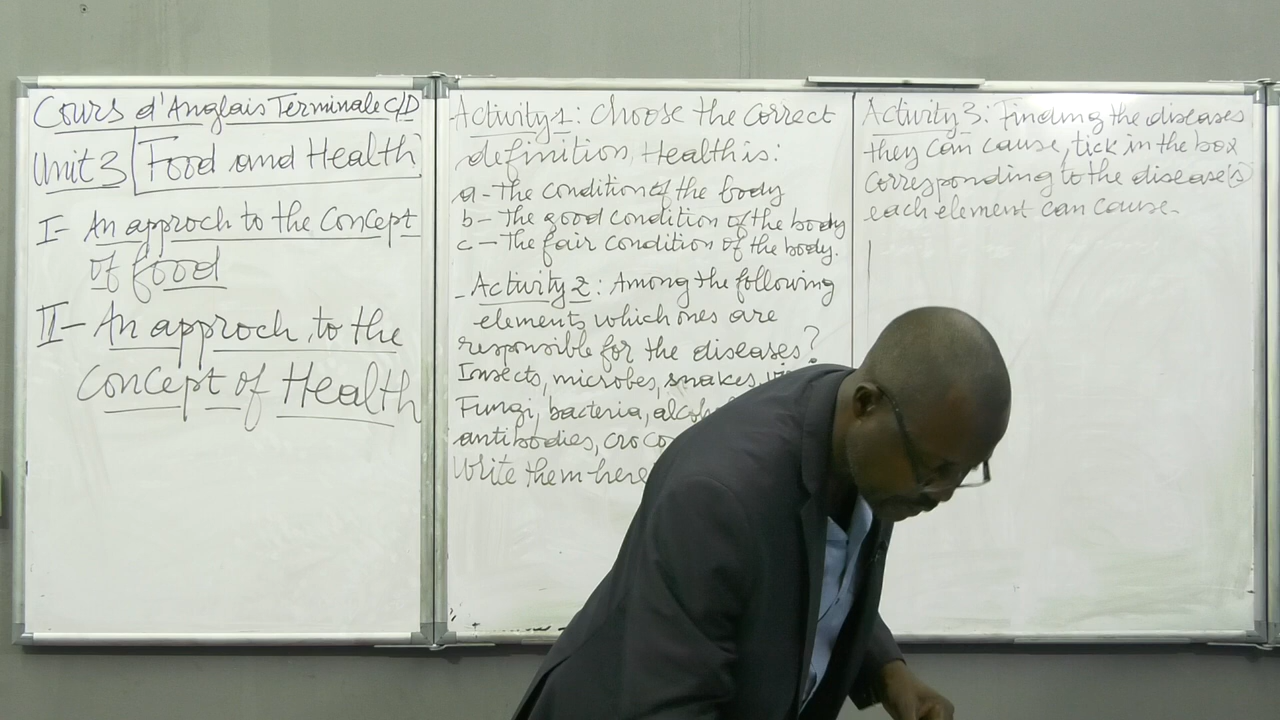 Cours d'Anglais Terminale C/D
Unit 3 Food and Health
I- An approch to the Concept
of food
II- An approch to the
Concept of Health
Activity 1: Choose the correct
definition, Health is:
a- The condition of the body
b- The good condition of the body
c- The fair condition of the body.
- Activity 2: Among the following
elements which ones are
responsible for the diseases?
Insects, microbes, snakes,
Fungi, bacteria,
antibodies,
Write them here
Activity 3: Finding the diseases
they can cause, tick in the box
corresponding to the disease(s)
each element can cause.